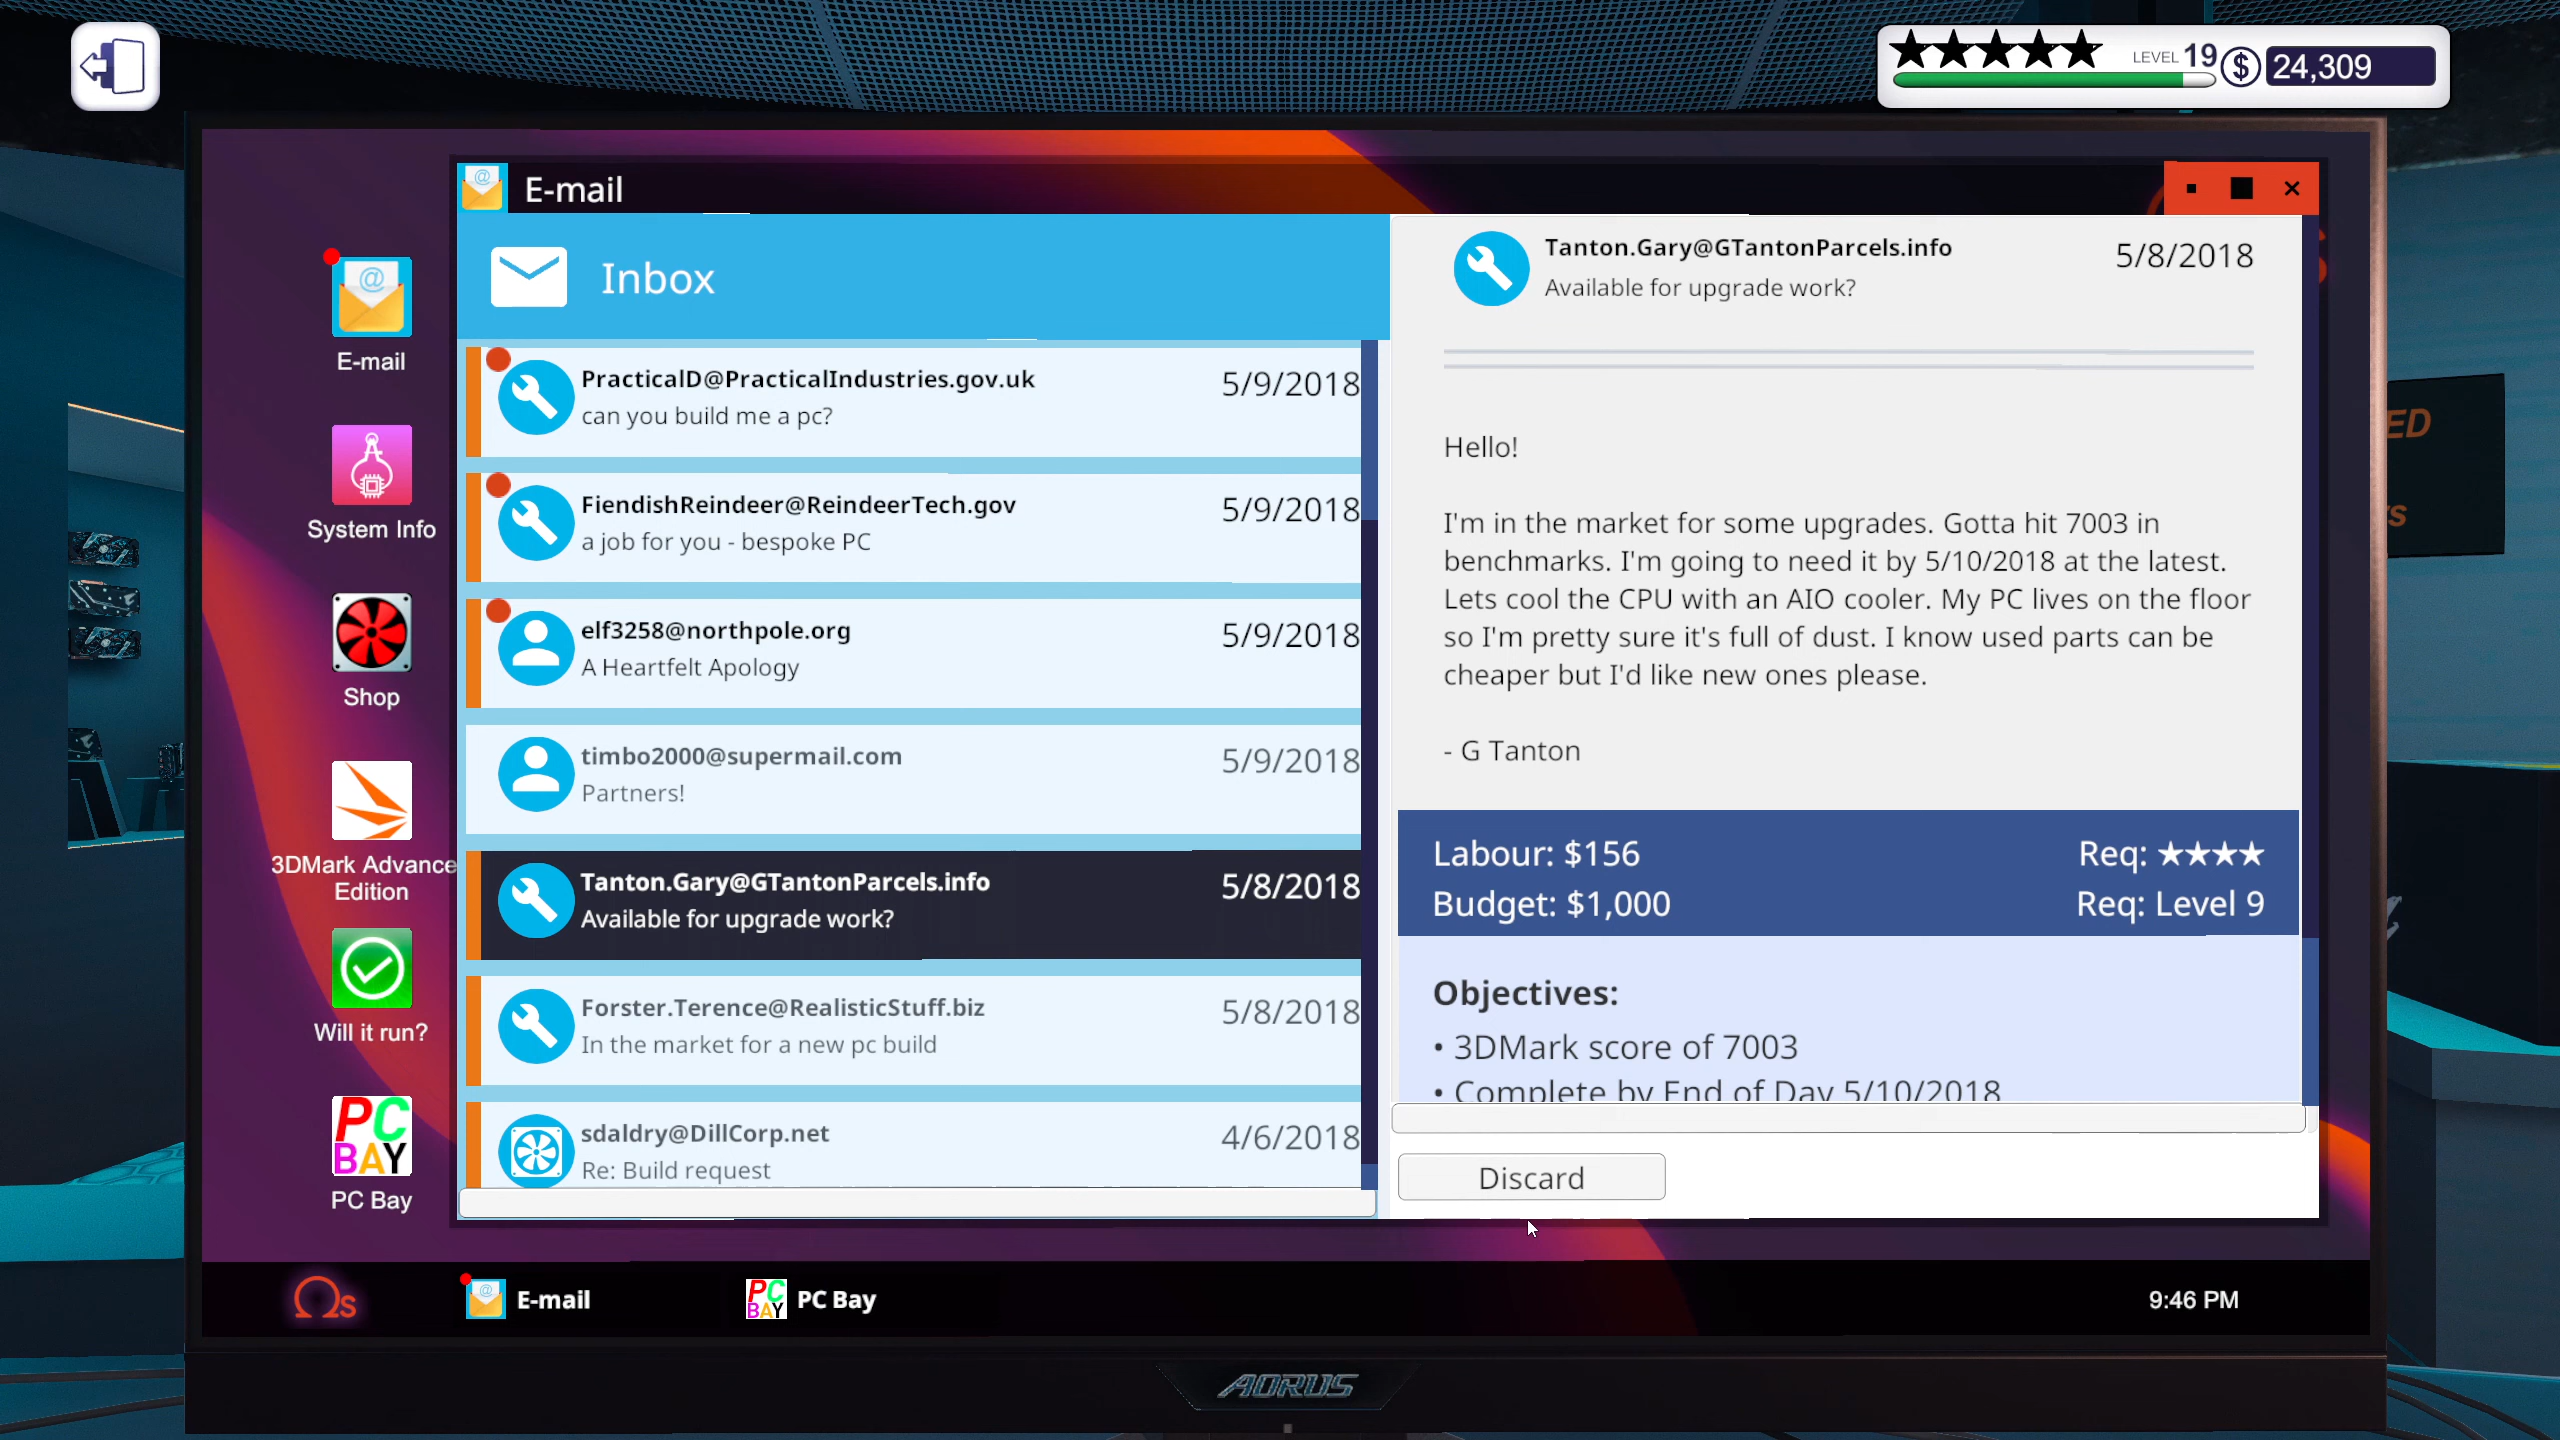 ★★★★★ LEVEL 19 $ 24,309
E-mail
E-mail
System Info
Shop
3DMark Advance
Edition
Will it run?
PC
BAY
PC Bay
Inbox
PracticalD@PracticalIndustries.gov.uk 5/9/2018
can you build me a pc?
FiendishReindeer@ReindeerTech.gov 5/9/2018
a job for you - bespoke PC
elf3258@northpole.org 5/9/2018
A Heartfelt Apology
timbo2000@supermail.com 5/9/2018
Partners!
Tanton.Gary@GTantonParcels.info 5/8/2018
Available for upgrade work?
Forster.Terence@RealisticStuff.biz 5/8/2018
In the market for a new pc build
sdaldry@DillCorp.net 4/6/2018
Re: Build request
Tanton.Gary@GTantonParcels.info 5/8/2018
Available for upgrade work?
Hello!
I'm in the market for some upgrades. Gotta hit 7003 in
benchmarks. I'm going to need it by 5/10/2018 at the latest.
Lets cool the CPU with an AIO cooler. My PC lives on the floor
so I'm pretty sure it's full of dust. I know used parts can be
cheaper but I'd like new ones please.
- G Tanton
Labour: $156 Req: ★★★★
Budget: $1,000 Req: Level 9
Objectives:
• 3DMark score of 7003
• Complete by End of Day 5/10/2018
Discard
ED
Ωs
E-mail
PC
BAY
PC Bay
9:46 PM
AORUS